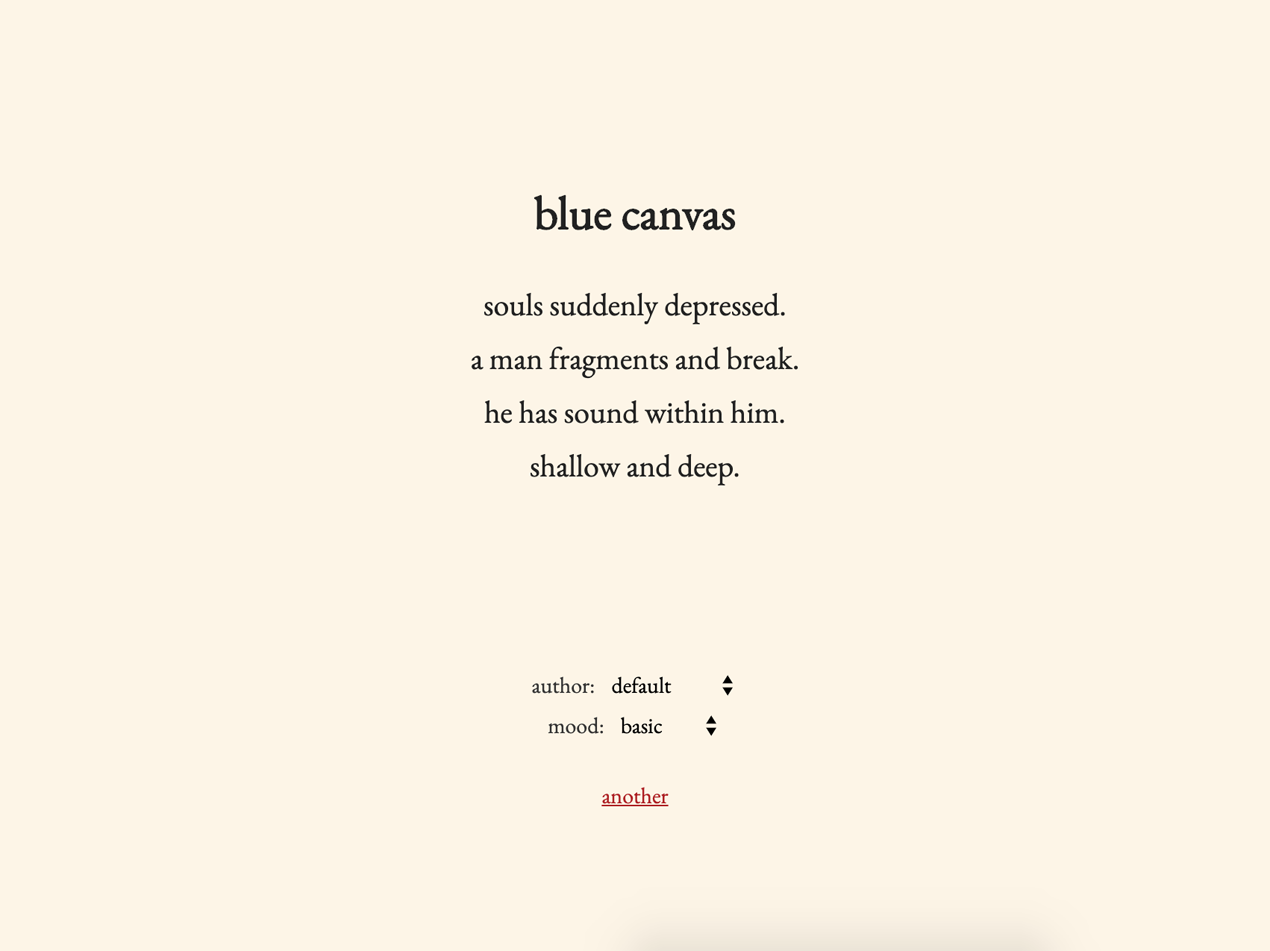 blue canvas
souls suddenly depressed.
a man fragments and break.
he has sound within him.
shallow and deep.
author: default
mood: basic
another